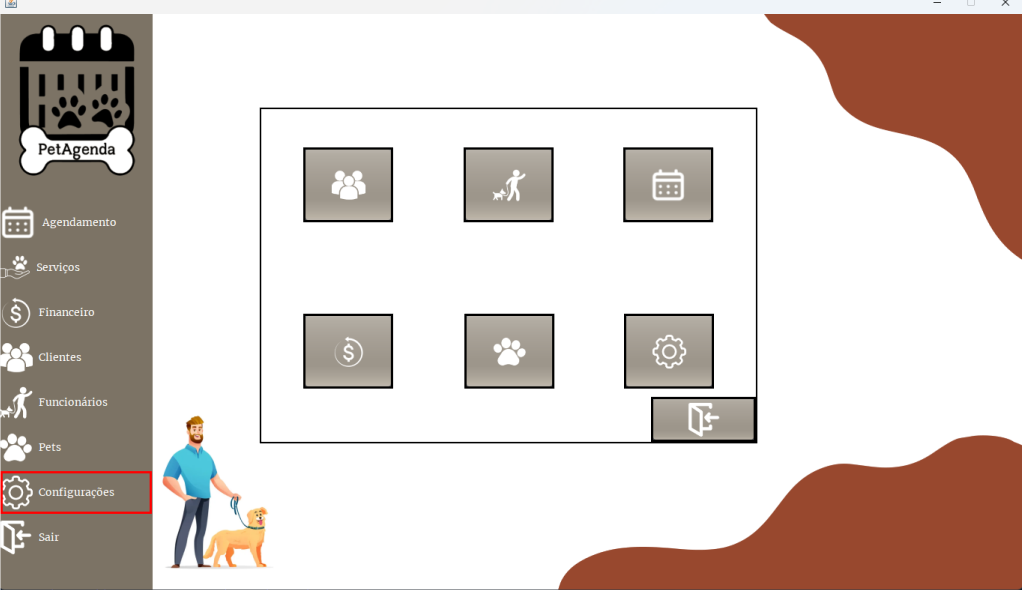 PetAgenda
Agendamento
Serviços
Financeiro
Clientes
Funcionários
Pets
Configurações
Sair